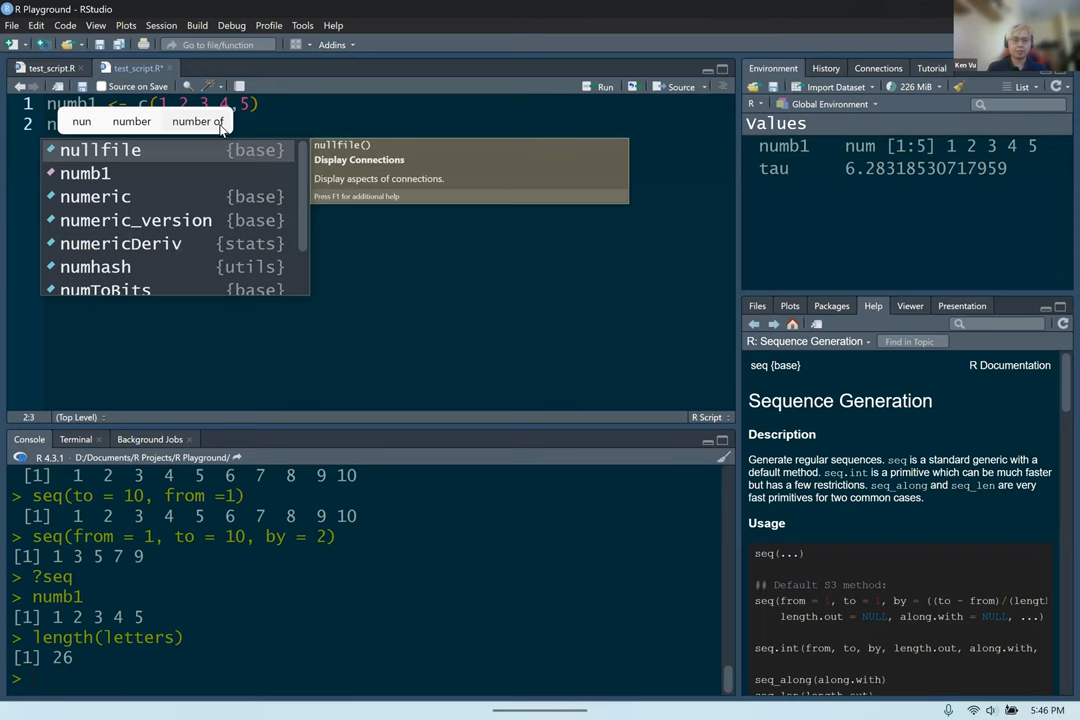 R Playground - RStudio
File Edit Code View Plots Session Build Debug Profile Tools Help
Go to file/function Addins
Ken Vu
test_script.R test_script.R*
Source on Save Run Source
1 numb1 <- c(1,2,3,4,5)
2 n
nun number number of
nullfile {base}
numb1
numeric {base}
numeric_version {base}
numericDeriv {stats}
numhash {utils}
numToBits {base}
nullfile()
Display Connections
Display aspects of connections.
Press F1 for additional help
2:3 (Top Level) R Script
Console Terminal Background Jobs
R 4.3.1 · D:/Documents/R Projects/R Playground/
[1] 1 2 3 4 5 6 7 8 9 10
> seq(to = 10, from =1)
[1] 1 2 3 4 5 6 7 8 9 10
> seq(from = 1, to = 10, by = 2)
[1] 1 3 5 7 9
> ?seq
> numb1
[1] 1 2 3 4 5
> length(letters)
[1] 26
>
Environment History Connections Tutorial
Import Dataset 226 MiB List
R Global Environment
Values
numb1 num [1:5] 1 2 3 4 5
tau 6.28318530717959
Files Plots Packages Help Viewer Presentation
R: Sequence Generation Find in Topic
seq {base} R Documentation
Sequence Generation
Description
Generate regular sequences. seq is a standard generic with a
default method. seq.int is a primitive which can be much faster
but has a few restrictions. seq_along and seq_len are very
fast primitives for two common cases.
Usage
seq(...)
## Default S3 method:
seq(from = 1, to = 1, by = ((to - from)/(lengt
length.out = NULL, along.with = NULL, ...)
seq.int(from, to, by, length.out, along.with,
seq_along(along.with)
5:46 PM